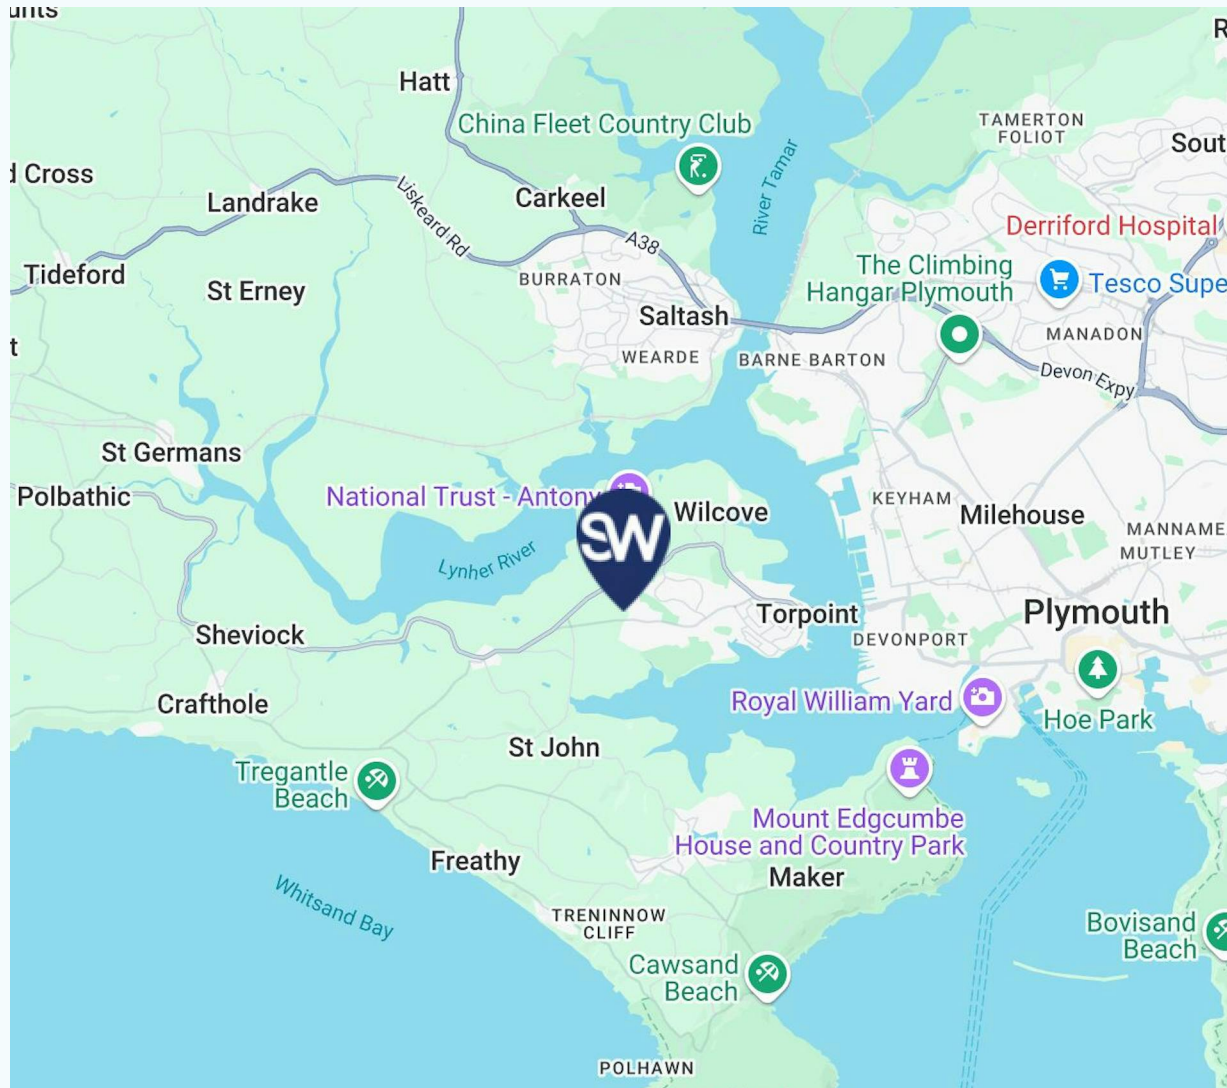 Hatt
China Fleet Country Club
TAMERTON
FOLIOT
River Tamar
Landrake
Liskeard Rd
Carkeel
A38
Derriford Hospital
Tideford
St Erney
BURRATON
The Climbing
Hangar Plymouth
Tesco Supe
Saltash
MANADON
WEARDE
BARNE BARTON
Devon Expy
St Germans
Polbathic
National Trust - Antony
SW
Wilcove
KEYHAM
Milehouse
MANNAME
MUTLEY
Lynher River
Sheviock
Torpoint
Plymouth
DEVONPORT
Crafthole
Royal William Yard
Hoe Park
St John
Tregantle
Beach
Mount Edgcumbe
House and Country Park
Freathy
Maker
Whitsand Bay
TRENINNOW
CLIFF
Bovisand
Beach
Cawsand
Beach
POLHAWN
d Cross
Sout